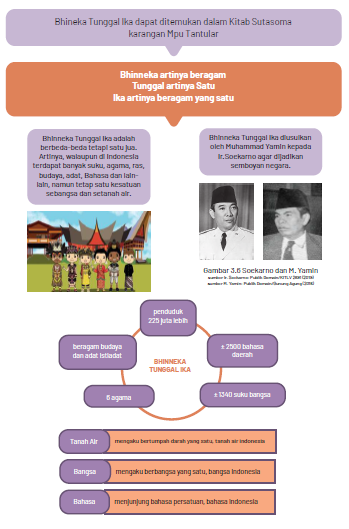 Bhineka Tunggal Ika dapat ditemukan dalam Kitab Sutasoma
karangan Mpu Tantular
Bhinneka artinya beragam
Tunggal artinya Satu
Ika artinya beragam yang satu
Bhinneka Tunggal Ika adalah
berbeda-beda tetapi satu jua.
Artinya, walaupun di Indonesia
terdapat banyak suku, agama, ras,
budaya, adat, Bahasa dan lain-
lain, namun tetap satu kesatuan
sebangsa dan setanah air.
Bhinneka Tunggal Ika diusulkan
oleh Muhammad Yamin kepada
Ir.Soekarno agar dijadikan
semboyan negara.
Gambar 3.6 Soekarno dan M. Yamin
penduduk
225 juta lebih
beragam budaya
dan adat istiadat
± 2500 bahasa
daerah
BHINNEKA
TUNGGAL IKA
6 agama
± 1340 suku bangsa
Tanah Air
mengaku bertumpah darah yang satu, tanah air indonesia
Bangsa
mengaku berbangsa yang satu, bangsa indonesia
Bahasa
menjunjung bahasa persatuan, bahasa indonesia